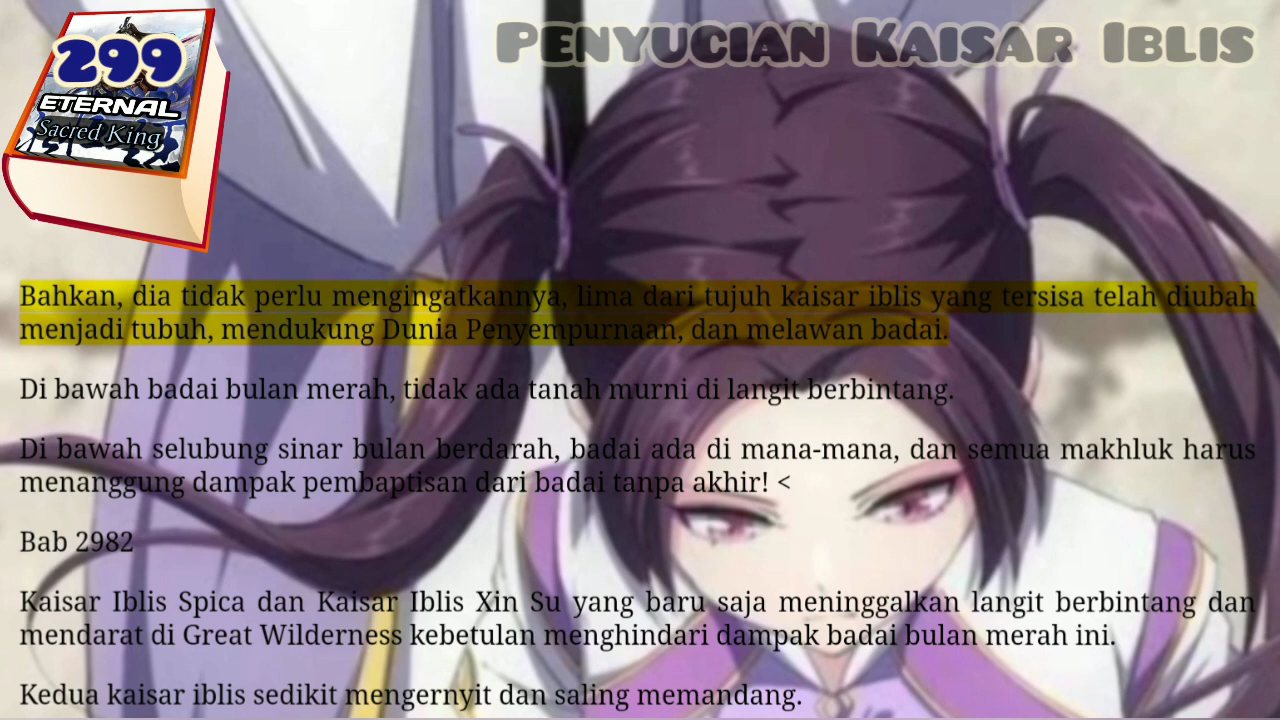 Penyucian Kaisar Iblis
299
ETERNAL
Sacred King
Bahkan, dia tidak perlu mengingatkannya, lima dari tujuh kaisar iblis yang tersisa telah diubah
menjadi tubuh, mendukung Dunia Penyempurnaan, dan melawan badai.
Di bawah badai bulan merah, tidak ada tanah murni di langit berbintang.
Di bawah selubung sinar bulan berdarah, badai ada di mana-mana, dan semua makhluk harus
menanggung dampak pembaptisan dari badai tanpa akhir! <
Bab 2982
Kaisar Iblis Spica dan Kaisar Iblis Xin Su yang baru saja meninggalkan langit berbintang dan
mendarat di Great Wilderness kebetulan menghindari dampak badai bulan merah ini.
Kedua kaisar iblis sedikit mengernyit dan saling memandang.